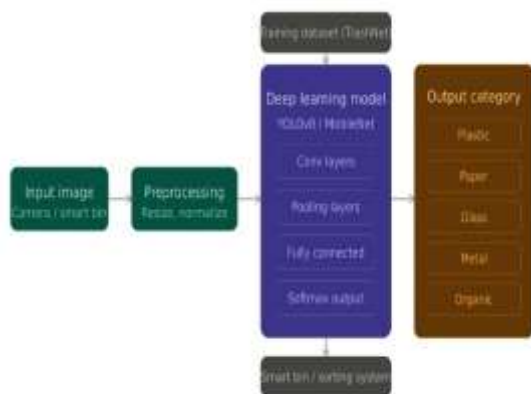 Training dataset (TrashNet)
Deep learning model
YOLOv8 / MobileNet
Conv layers
Pooling layers
Fully connected
Softmax output
Input image
Camera / smart bin
Preprocessing
Resize, normalize
Output category
Plastic
Paper
Glass
Metal
Organic
Smart bin / sorting system